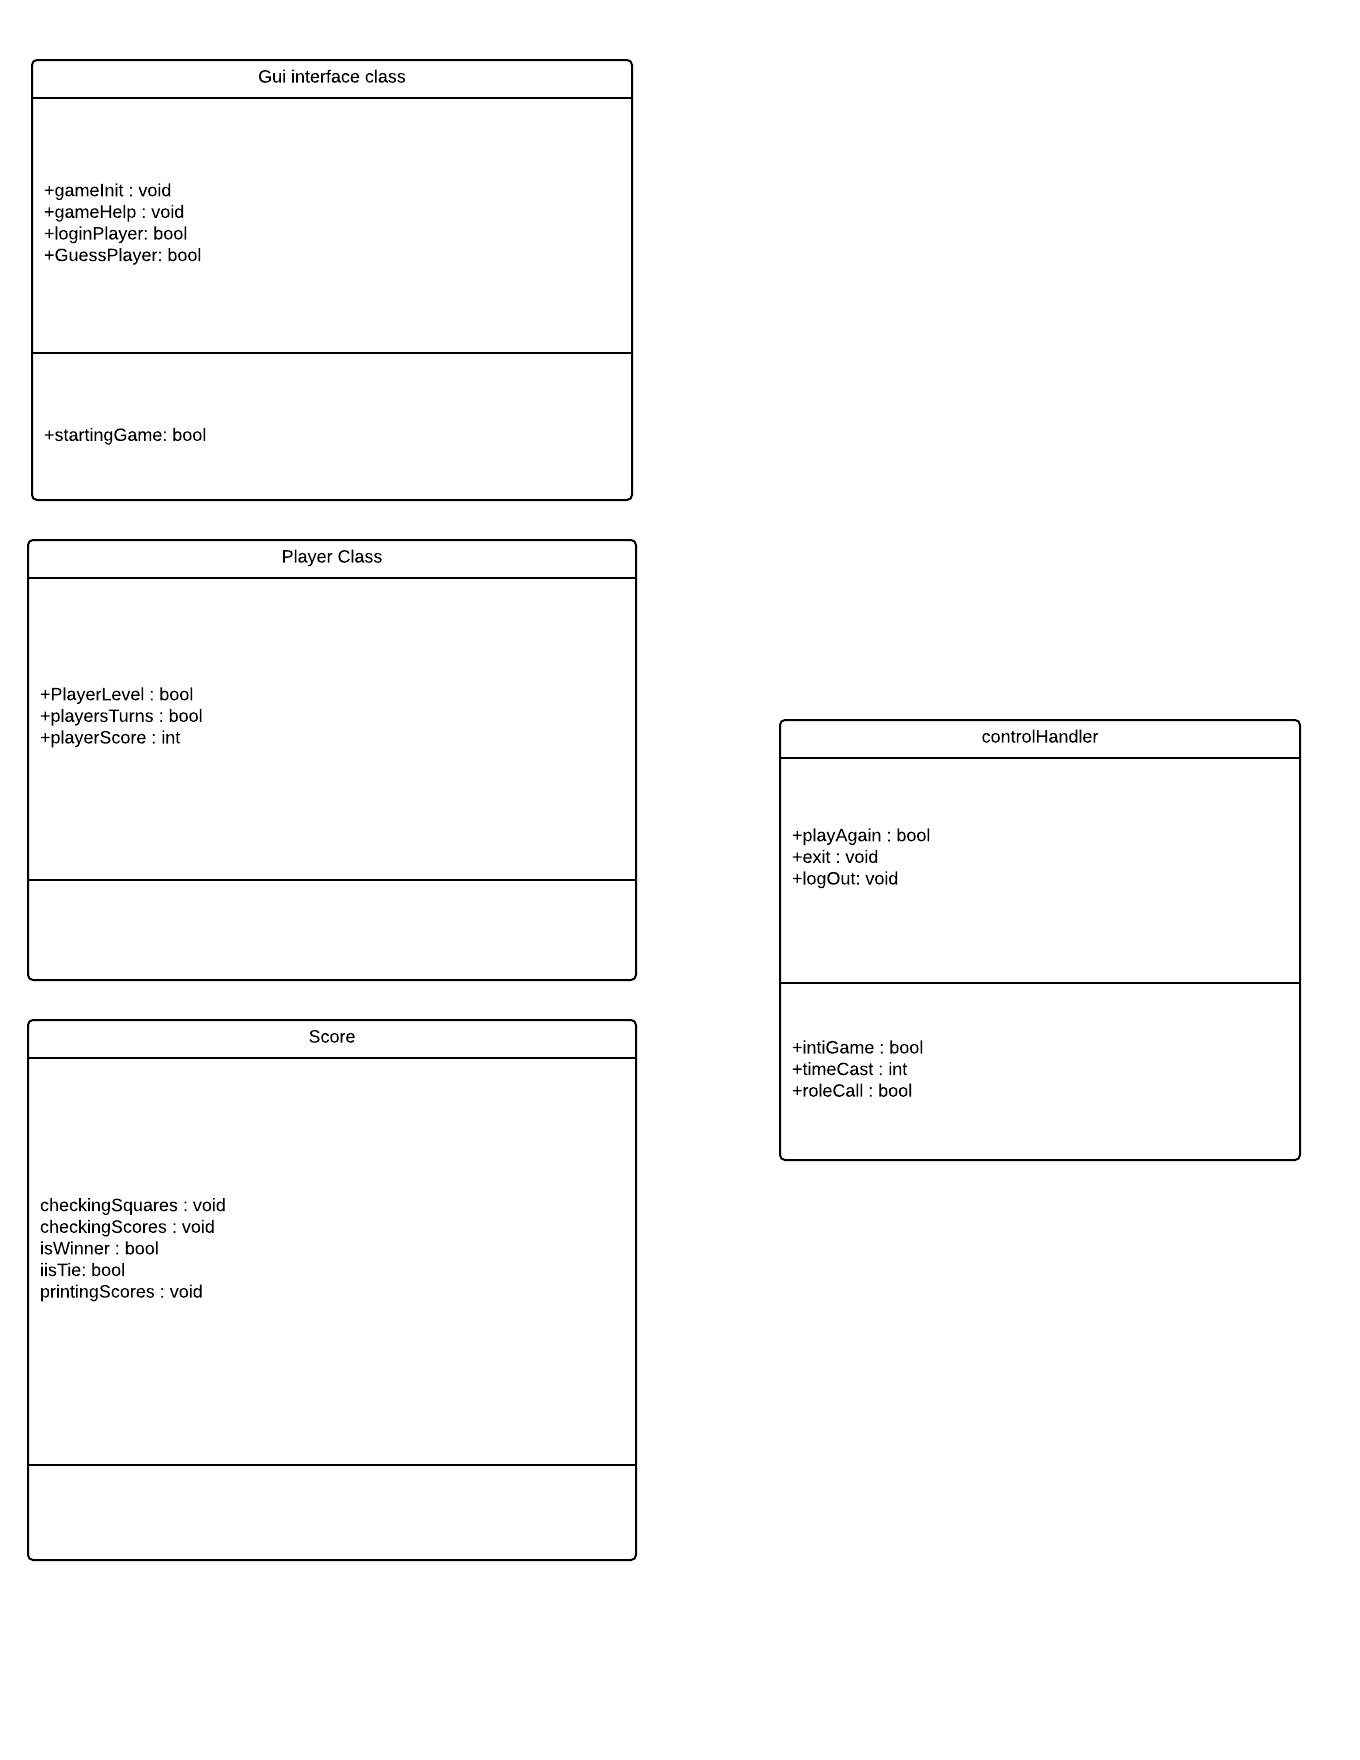 Gui interface class
+gameInit : void
+gameHelp : void
+loginPlayer: bool
+GuessPlayer: bool
+startingGame: bool
Player Class
+PlayerLevel : bool
+playersTurns : bool
+playerScore : int
controlHandler
+playAgain : bool
+exit : void
+logOut: void
+intiGame : bool
+timeCast : int
+roleCall : bool
Score
checkingSquares : void
checkingScores : void
isWinner : bool
iisTie: bool
printingScores : void